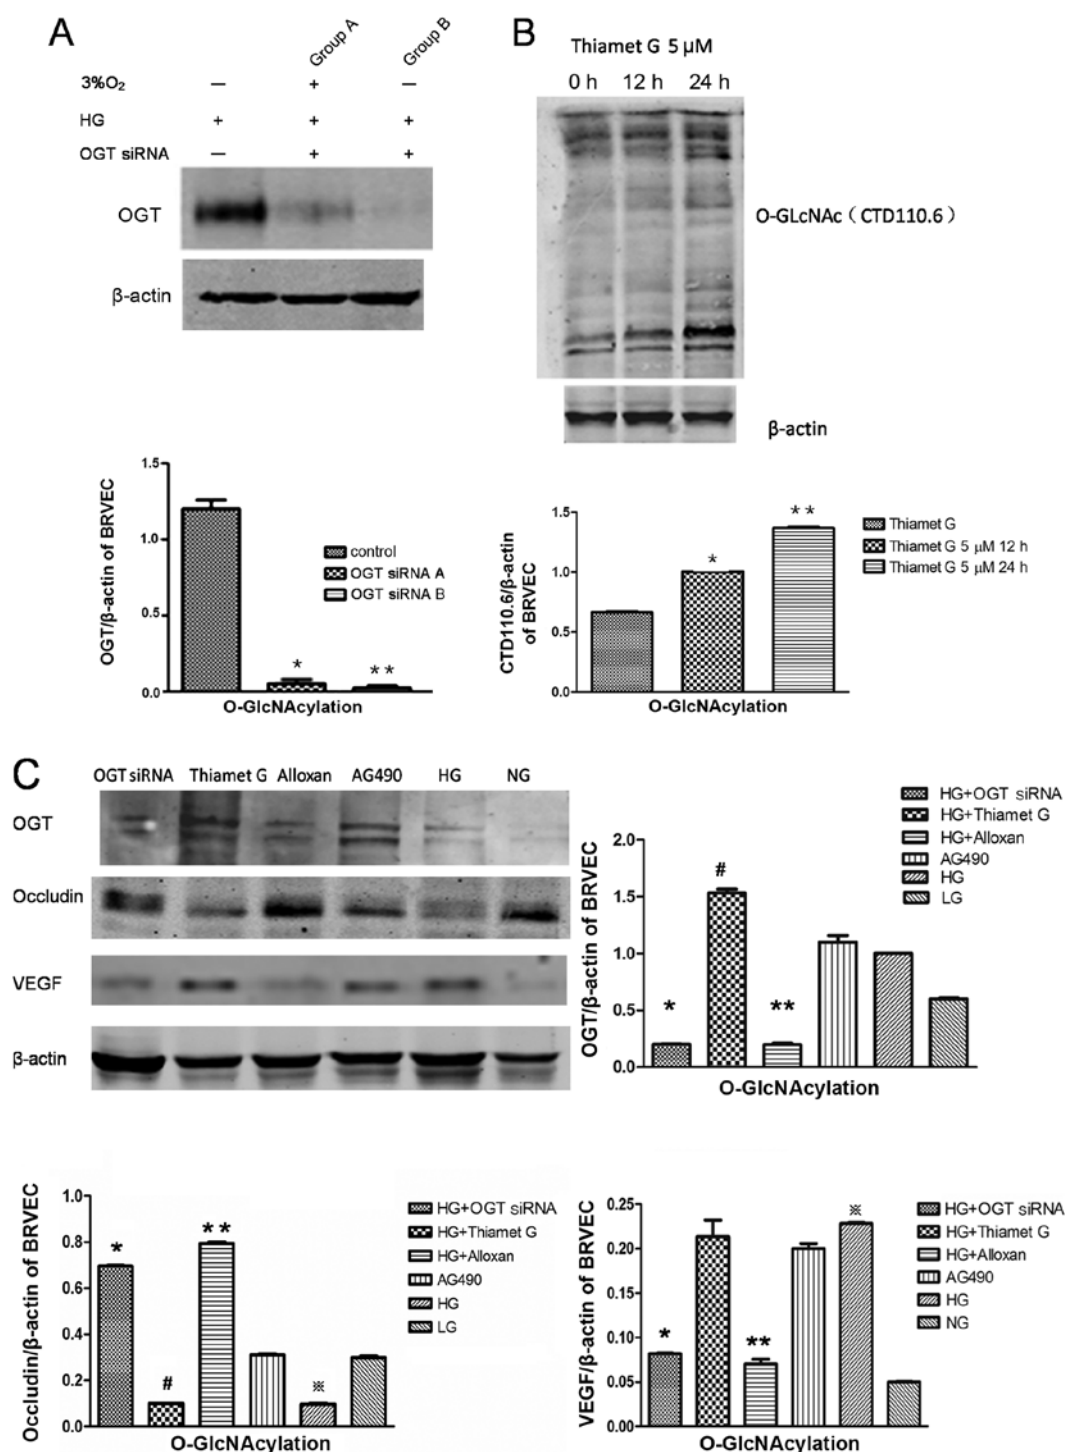 A
Group A
Group B
3%O₂ — + —
HG + + +
OGT siRNA — + +
OGT
β-actin
1.5
1.0
0.5
0.0
OGT/β-actin of BRVEC
*
**
control
OGT siRNA A
OGT siRNA B
O-GlcNAcylation
B
Thiamet G 5 μM
0 h 12 h 24 h
O-GLcNAc（CTD110.6）
β-actin
1.5
1.0
0.5
0.0
CTD110.6/β-actin
of BRVEC
*
**
Thiamet G
Thiamet G 5 μM 12 h
Thiamet G 5 μM 24 h
O-GlcNAcylation
C
OGT siRNA Thiamet G Alloxan AG490 HG NG
OGT
Occludin
VEGF
β-actin
2.0
1.5
1.0
0.5
0.0
OGT/β-actin of BRVEC
*
#
**
HG+OGT siRNA
HG+Thiamet G
HG+Alloxan
AG490
HG
LG
O-GlcNAcylation
1.0
0.8
0.6
0.4
0.2
0.0
Occludin/β-actin of BRVEC
*
#
**
※
HG+OGT siRNA
HG+Thiamet G
HG+Alloxan
AG490
HG
LG
O-GlcNAcylation
0.25
0.20
0.15
0.10
0.05
0.00
VEGF/β-actin of BRVEC
*
**
※
HG+OGT siRNA
HG+Thiamet G
HG+Alloxan
AG490
HG
NG
O-GlcNAcylation